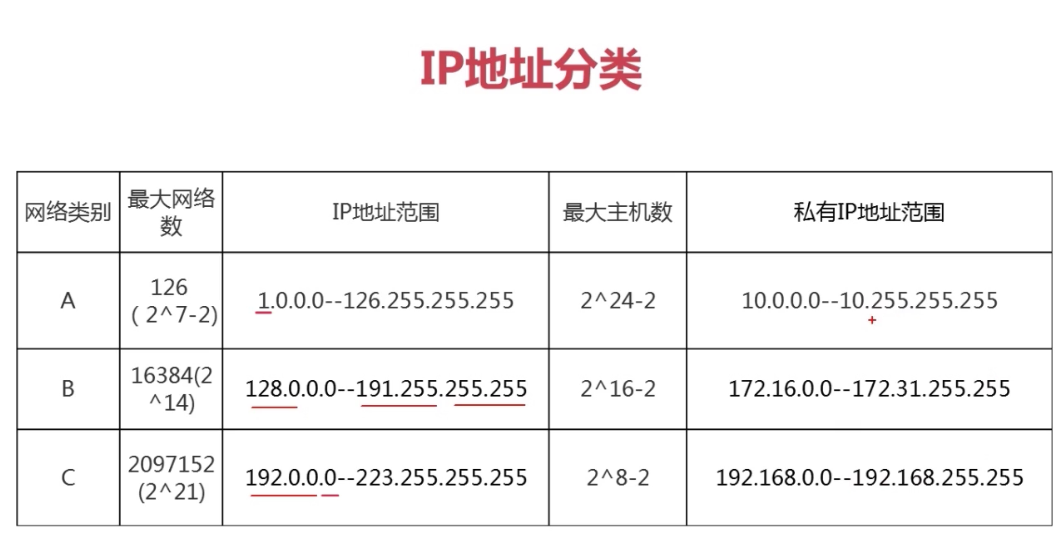 IP地址分类
网络类别 最大网络数 IP地址范围 最大主机数 私有IP地址范围
A 126 ( 2^7-2) 1.0.0.0--126.255.255.255 2^24-2 10.0.0.0--10.255.255.255
B 16384(2^14) 128.0.0.0--191.255.255.255 2^16-2 172.16.0.0--172.31.255.255
C 2097152 (2^21) 192.0.0.0--223.255.255.255 2^8-2 192.168.0.0--192.168.255.255